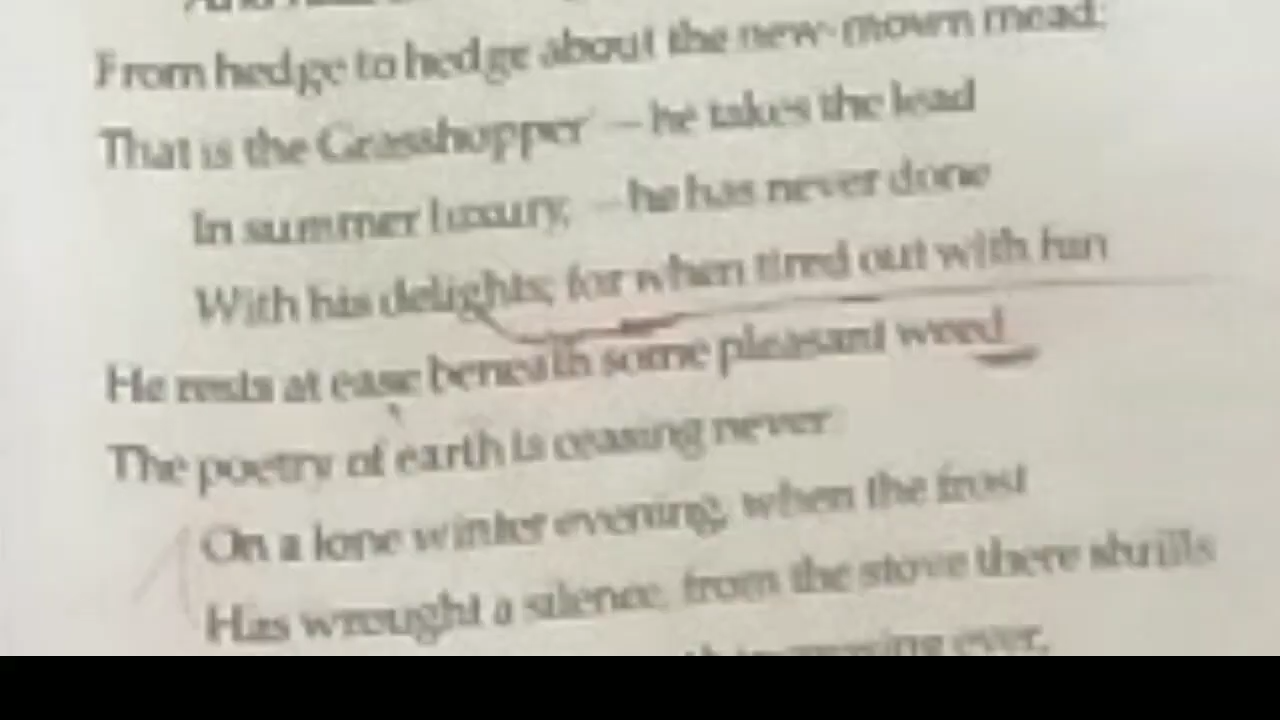 From hedge to hedge about the new-mown mead;
That is the Grasshopper – he takes the lead
In summer luxury, – he has never done
With his delights; for when tired out with fun
He rests at ease beneath some pleasant weed.
The poetry of earth is ceasing never:
On a lone winter evening, when the frost
Has wrought a silence, from the stove there shrills
increasing ever,